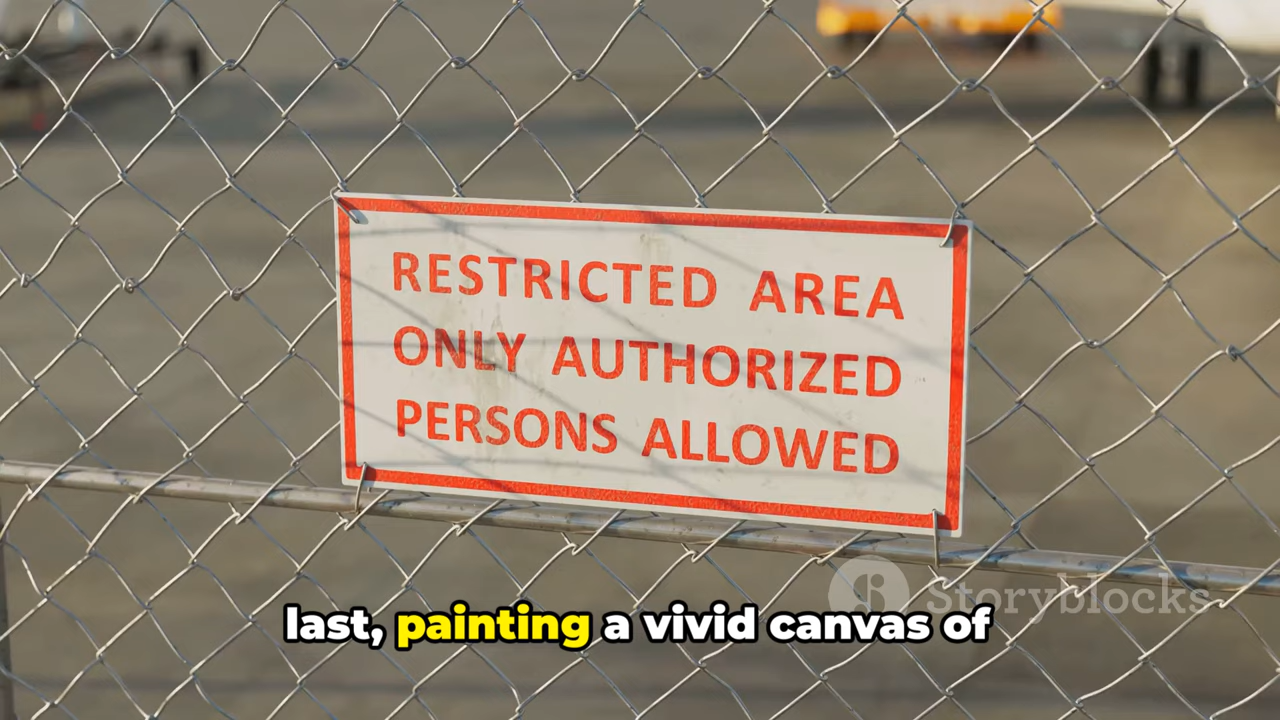 RESTRICTED AREA
ONLY AUTHORIZED
PERSONS ALLOWED
Storyblocks
last, painting a vivid canvas of